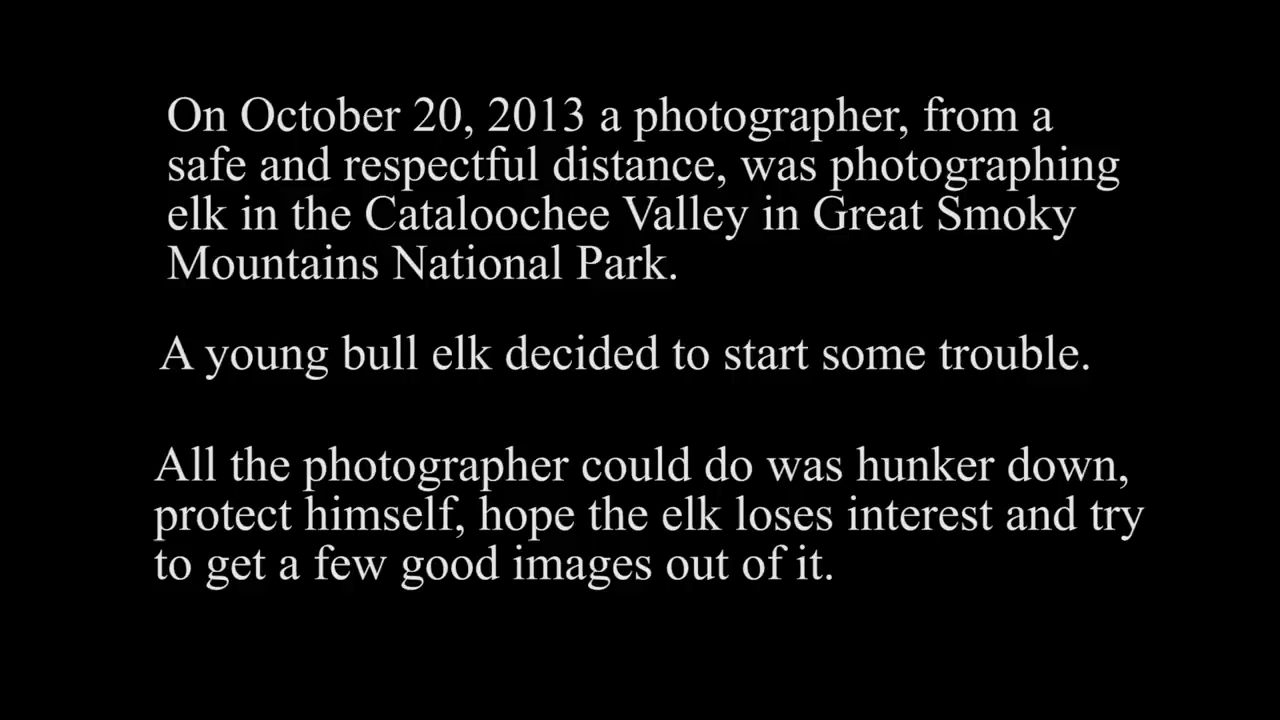 On October 20, 2013 a photographer, from a
safe and respectful distance, was photographing
elk in the Cataloochee Valley in Great Smoky
Mountains National Park.
A young bull elk decided to start some trouble.
All the photographer could do was hunker down,
protect himself, hope the elk loses interest and try
to get a few good images out of it.